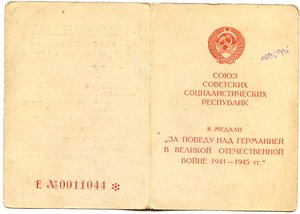 Е №0011044 *
СОЮЗ
СОВЕТСКИХ
СОЦИАЛИСТИЧЕСКИХ
РЕСПУБЛИК
К МЕДАЛИ
„ЗА ПОБЕДУ НАД ГЕРМАНИЕЙ
В ВЕЛИКОЙ ОТЕЧЕСТВЕННОЙ
ВОЙНЕ 1941—1945 гг."